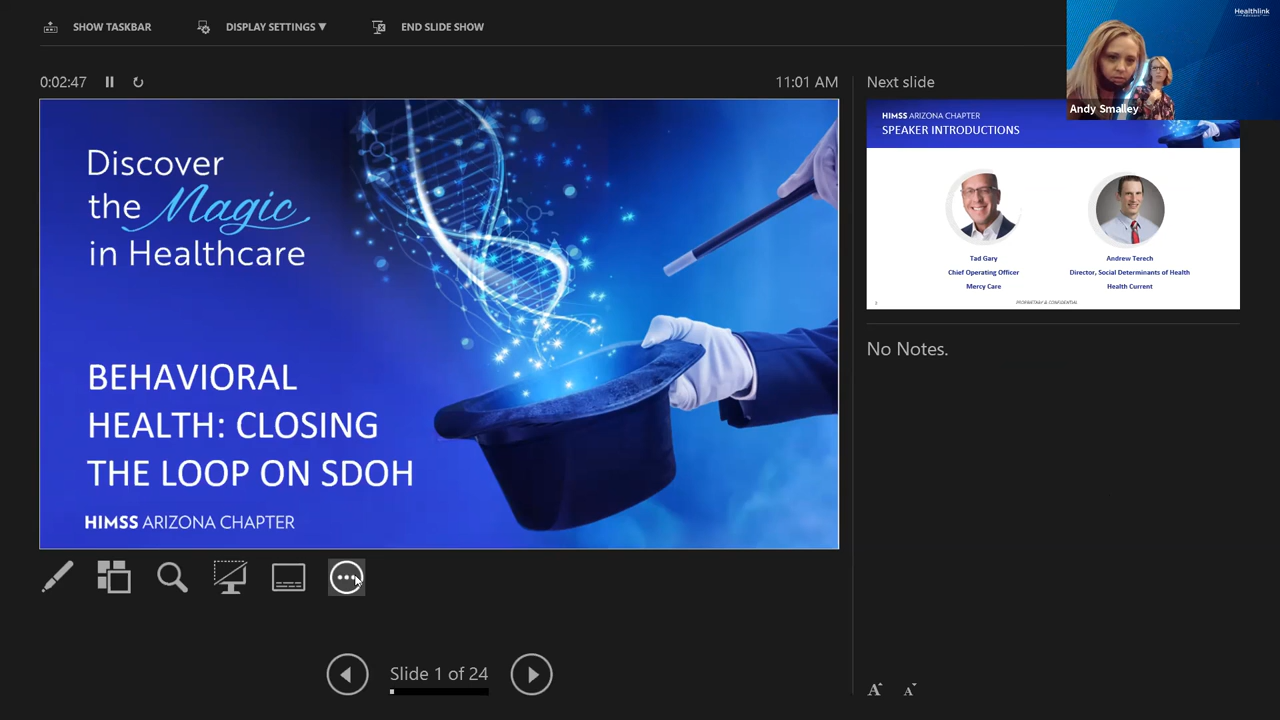 SHOW TASKBAR
DISPLAY SETTINGS ▼
END SLIDE SHOW
Healthlink
Andy Smalley
0:02:47
11:01 AM
Next slide
Discover
the Magic
in Healthcare
BEHAVIORAL
HEALTH: CLOSING
THE LOOP ON SDOH
HIMSS ARIZONA CHAPTER
HIMSS ARIZONA CHAPTER
SPEAKER INTRODUCTIONS
Tad Gary
Chief Operating Officer
Mercy Care
Andrew Terech
Director, Social Determinants of Health
Health Current
PROPRIETARY & CONFIDENTIAL
No Notes.
Slide 1 of 24
A A